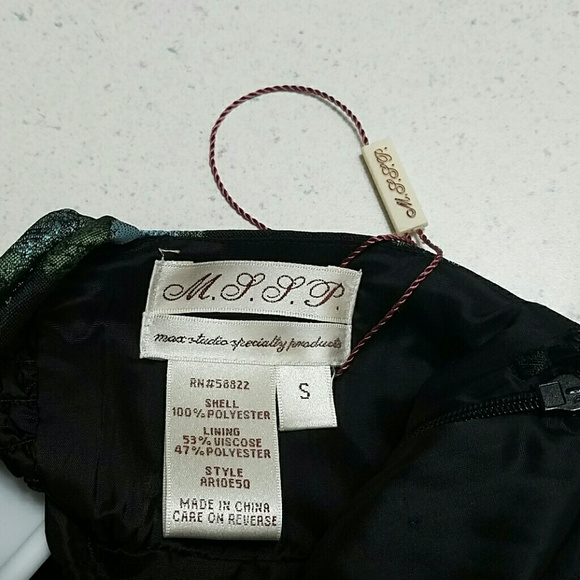 M.S.S.P.
M.S.S.P.
max studio specialty products
S
RN#58822
SHELL
100% POLYESTER
LINING
53% VISCOSE
47% POLYESTER
STYLE
AR10E5Q
MADE IN CHINA
CARE ON REVERSE